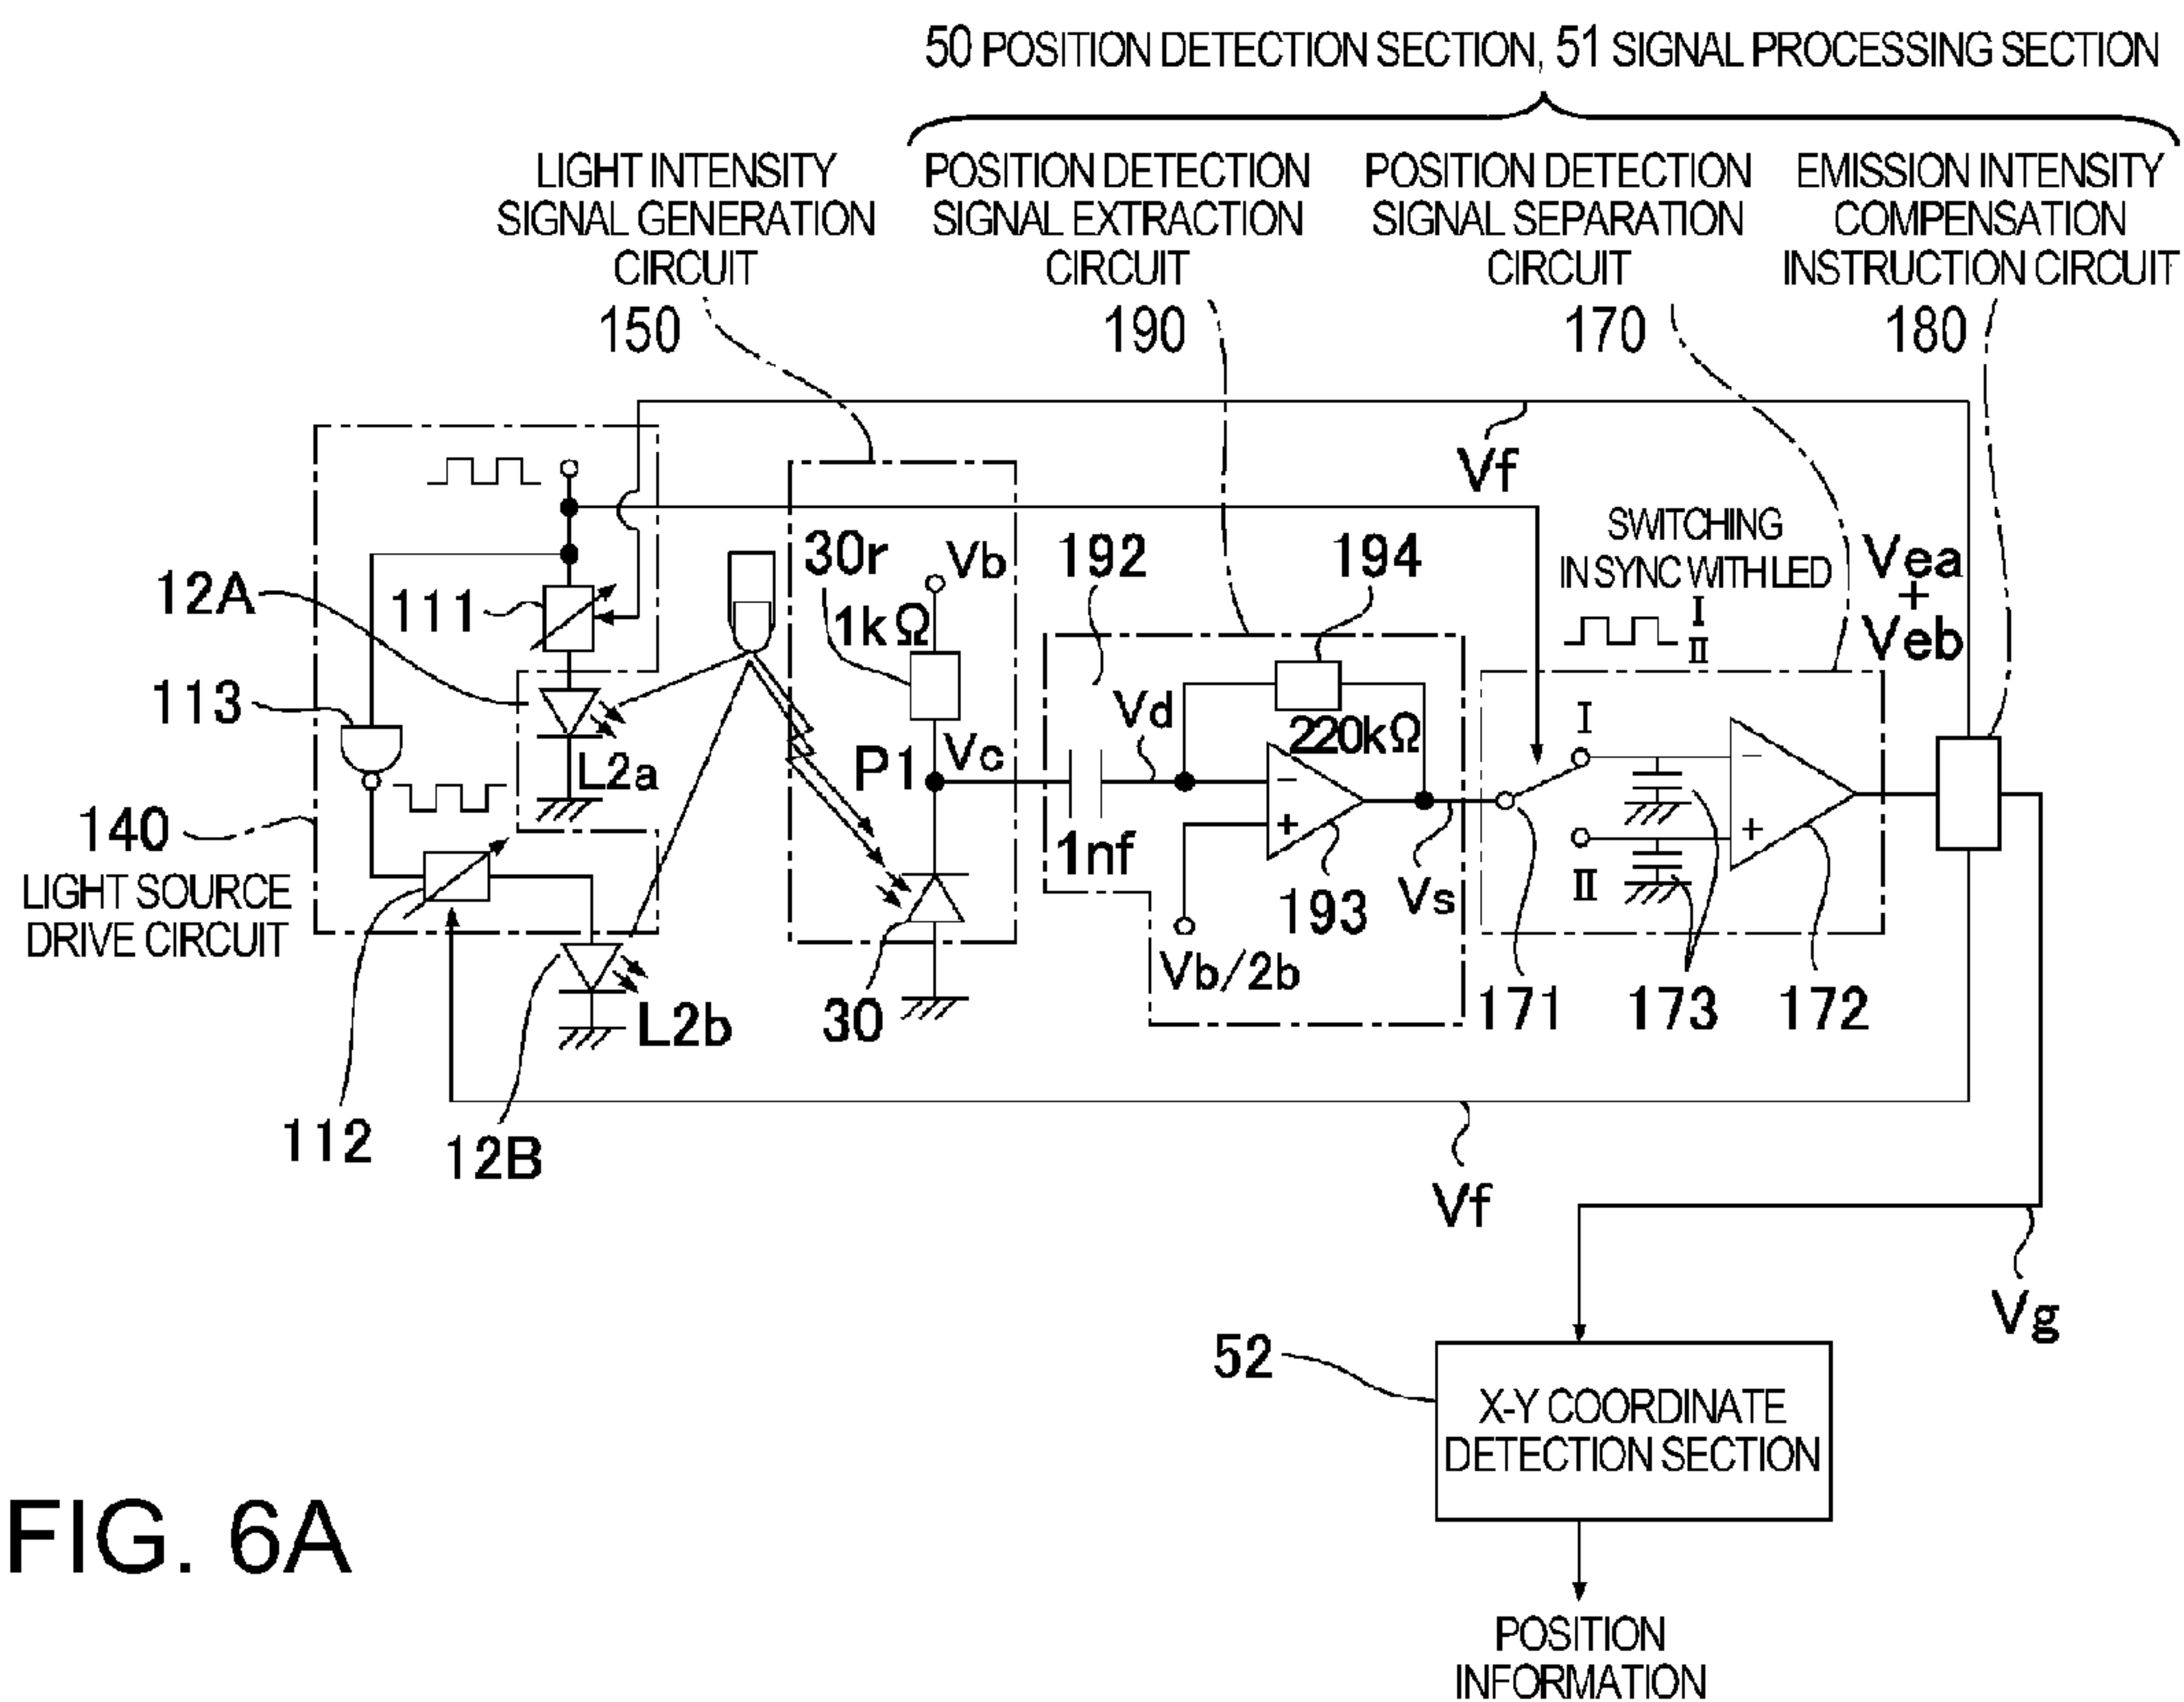 50 POSITION DETECTION SECTION, 51 SIGNAL PROCESSING SECTION
LIGHT INTENSITY
SIGNAL GENERATION
CIRCUIT
150
POSITION DETECTION
SIGNAL EXTRACTION
CIRCUIT
190
POSITION DETECTION
SIGNAL SEPARATION
CIRCUIT
170
EMISSION INTENSITY
COMPENSATION
INSTRUCTION CIRCUIT
180
Vf
SWITCHING
IN SYNC WITH LED
I
II
Vea
+
Veb
12A
111
30r
1kΩ
Vb
192
194
113
L2a
P1
Vc
Vd
220kΩ
I
−
+
−
+
140
LIGHT SOURCE
DRIVE CIRCUIT
1nf
193
Vs
II
Vb/2b
30
171
173
172
L2b
112
12B
Vf
Vg
52
X-Y COORDINATE
DETECTION SECTION
POSITION
INFORMATION
FIG. 6A